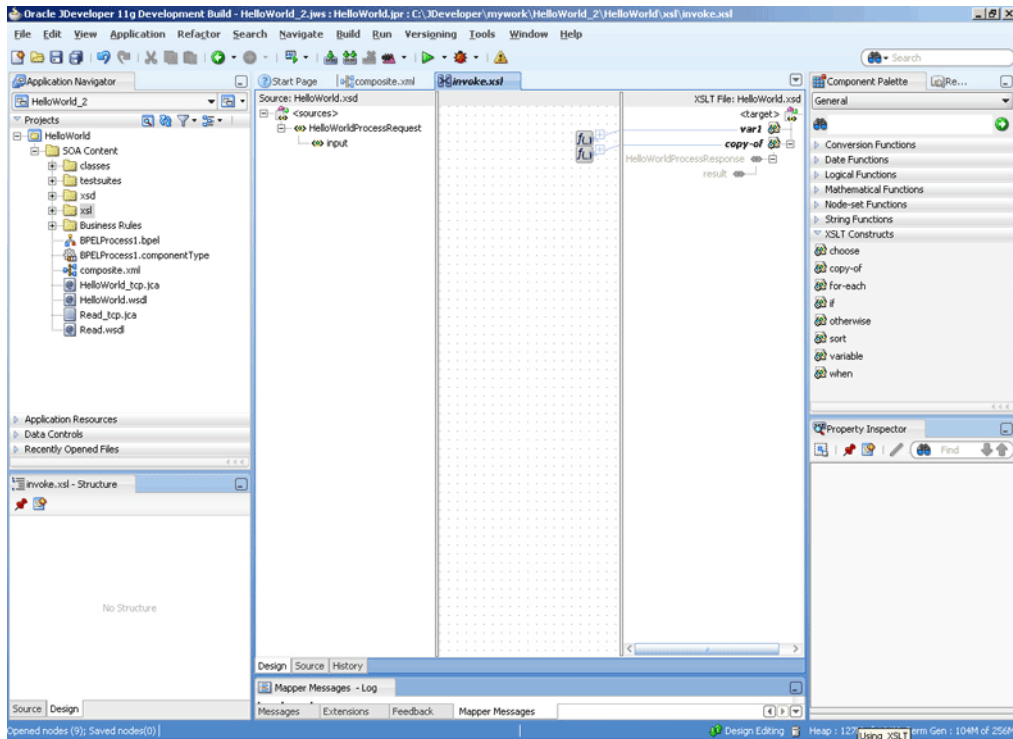 Oracle JDeveloper 11g Development Build - HelloWorld_2.jws : HelloWorld.jpr : C:\JDeveloper\mywork\HelloWorld_2\HelloWorld\xsl\invoke.xsl
File Edit View Application Refactor Search Navigate Build Run Versioning Tools Window Help
Search
Application Navigator
HelloWorld_2
Projects
HelloWorld
SOA Content
classes
testsuites
xsd
xsl
Business Rules
BPELProcess1.bpel
BPELProcess1.componentType
composite.xml
HelloWorld_tcp.jca
HelloWorld.wsdl
Read_tcp.jca
Read.wsdl
Application Resources
Data Controls
Recently Opened Files
invoke.xsl - Structure
No Structure
Source Design
Start Page composite.xml invoke.xsl
Source: HelloWorld.xsd
<sources>
HelloWorldProcessRequest
input
XSLT File: HelloWorld.xsd
<target>
var1
copy-of
HelloWorldProcessResponse
result
Design Source History
Mapper Messages - Log
Messages Extensions Feedback Mapper Messages
Component Palette Re...
General
Conversion Functions
Date Functions
Logical Functions
Mathematical Functions
Node-set Functions
String Functions
XSLT Constructs
choose
copy-of
for-each
if
otherwise
sort
variable
when
Property Inspector
Find
Opened nodes (9); Saved nodes(0)
Design Editing
Heap : 127
Using XSLT
erm Gen : 104M of 256M